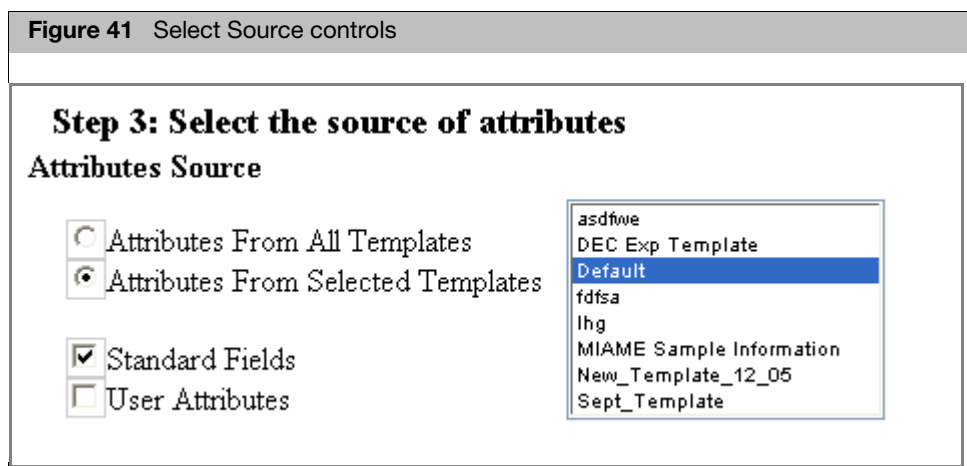 Figure 41 Select Source controls
Step 3: Select the source of attributes
Attributes Source
Attributes From All Templates
Attributes From Selected Templates
Standard Fields
User Attributes
asdfwe
DEC Exp Template
Default
fdfsa
lhg
MIAME Sample Information
New_Template_12_05
Sept_Template